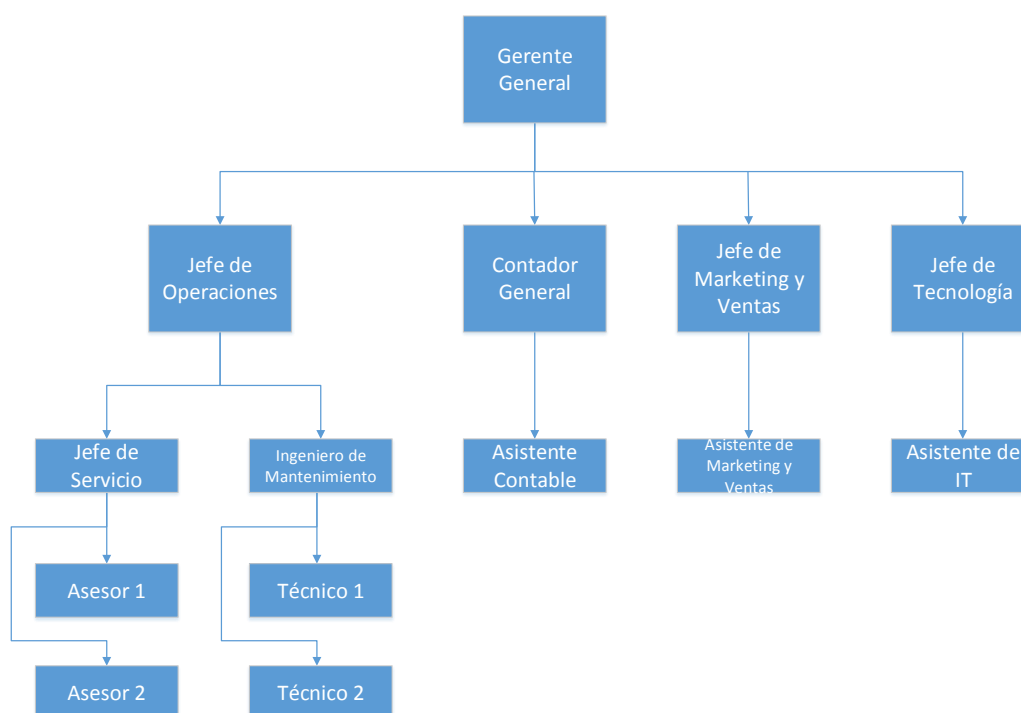 Gerente
General
Jefe de
Operaciones
Contador
General
Jefe de
Marketing y
Ventas
Jefe de
Tecnología
Jefe de
Servicio
Ingeniero de
Mantenimiento
Asistente
Contable
Asistente de
Marketing y
Ventas
Asistente de
IT
Asesor 1
Técnico 1
Asesor 2
Técnico 2